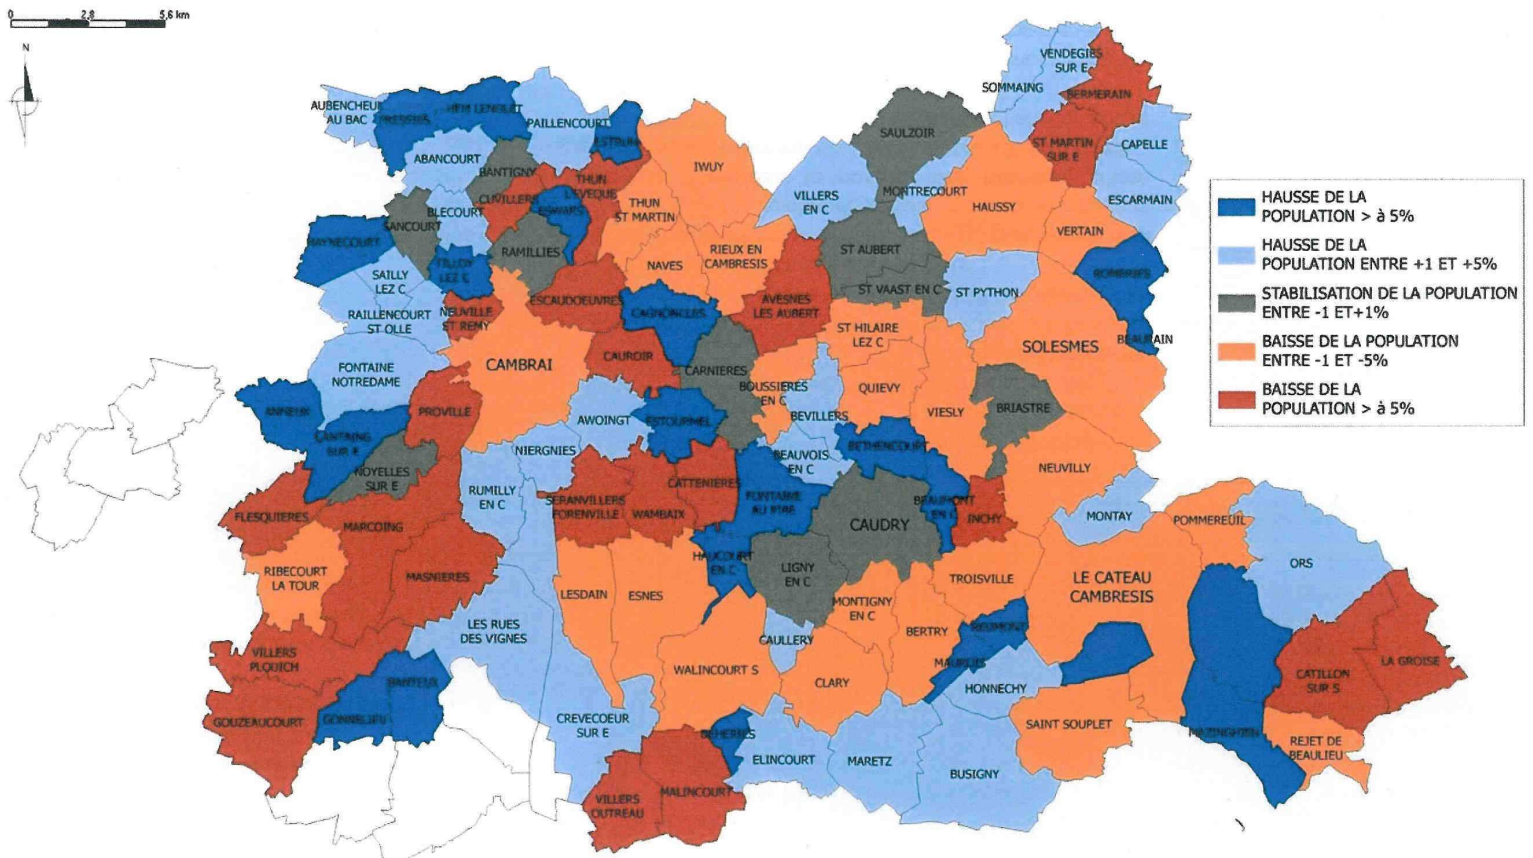 0 2,8 5,6 km
N
VENDEGIES
SUR E
SOMMAING
BERMERAIN
AUBENCHEUL
AU BAC
FRESSIES
HEM LENGLET
PAILLENCOURT
ESTRUN
SAULZOIR
ST MARTIN
SUR E
CAPELLE
ABANCOURT
BANTIGNY
THUN
L'EVEQUE
IWUY
VILLERS
EN C
MONTRECOURT
HAUSSY
ESCARMAIN
CUVILLERS
ESWARS
THUN
ST MARTIN
BLECOURT
SANCOURT
HAYNECOURT
RAMILLIES
TILLOY
LEZ C
NAVES
RIEUX EN
CAMBRESIS
ST AUBERT
VERTAIN
ROMERIES
SAILLY
LEZ C
ST VAAST EN C
ST PYTHON
ESCAUDOEUVRES
CAGNONCLES
AVESNES
LES AUBERT
RAILLENCOURT
ST OLLE
NEUVILLE
ST REMY
ST HILAIRE
LEZ C
SOLESMES
BEAURAIN
FONTAINE
NOTREDAME
CAMBRAI
CAUROIR
CARNIERES
BOUSSIERES
EN C
QUIEVY
ANNEUX
PROVILLE
AWOINGT
ESTOURMEL
BEVILLERS
VIESLY
BRIASTRE
CANTAING
SUR E
NIERGNIES
BEAUVOIS
EN C
BETHENCOURT
NOYELLES
SUR E
RUMILLY
EN C
SERANVILLERS
FORENVILLE
WAMBAIX
CATTENIERES
FONTAINE
AU PIRE
NEUVILLY
FLESQUIERES
MARCOING
CAUDRY
BEAUMONT
EN C
INCHY
MONTAY
POMMEREUIL
RIBECOURT
LA TOUR
MASNIERES
HAUCOURT
EN C
LIGNY
EN C
TROISVILLE
ORS
LESDAIN
ESNES
MONTIGNY
EN C
LE CATEAU
CAMBRESIS
LES RUES
DES VIGNES
CAULLERY
BERTRY
REUMONT
VILLERS
PLOUICH
BANTEUX
WALINCOURT S
CLARY
MAUROIS
HONNECHY
CATILLON
SUR S
LA GROISE
GOUZEAUCOURT
GONNELIEU
CREVECOEUR
SUR E
DEHERIES
ELINCOURT
MARETZ
BUSIGNY
SAINT SOUPLET
MAZINGHIEN
REJET DE
BEAULIEU
VILLERS
OUTREAU
MALINCOURT
HAUSSE DE LA
POPULATION > à 5%
HAUSSE DE LA
POPULATION ENTRE +1 ET +5%
STABILISATION DE LA POPULATION
ENTRE -1 ET+1%
BAISSE DE LA POPULATION
ENTRE -1 ET -5%
BAISSE DE LA
POPULATION > à 5%